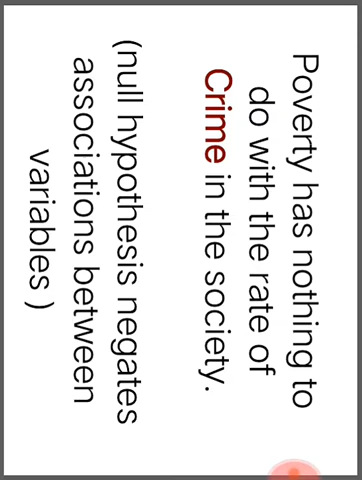 Poverty has nothing to
do with the rate of
Crime in the society.
(null hypothesis negates
associations between
variables )